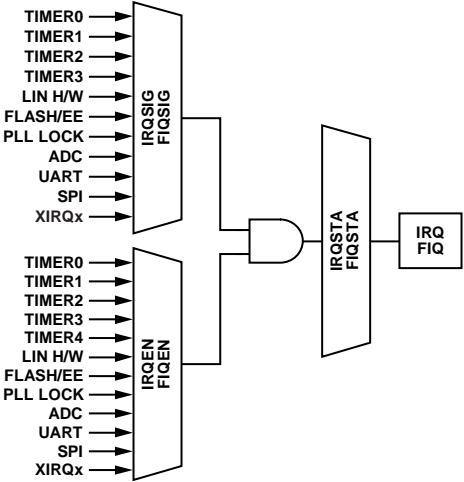 TIMER0
TIMER1
TIMER2
TIMER3
LIN H/W
FLASH/EE
PLL LOCK
ADC
UART
SPI
XIRQx
IRQSIG
FIQSIG
TIMER0
TIMER1
TIMER2
TIMER3
TIMER4
LIN H/W
FLASH/EE
PLL LOCK
ADC
UART
SPI
XIRQx
IRQEN
FIQEN
IRQSTA
FIQSTA
IRQ
FIQ